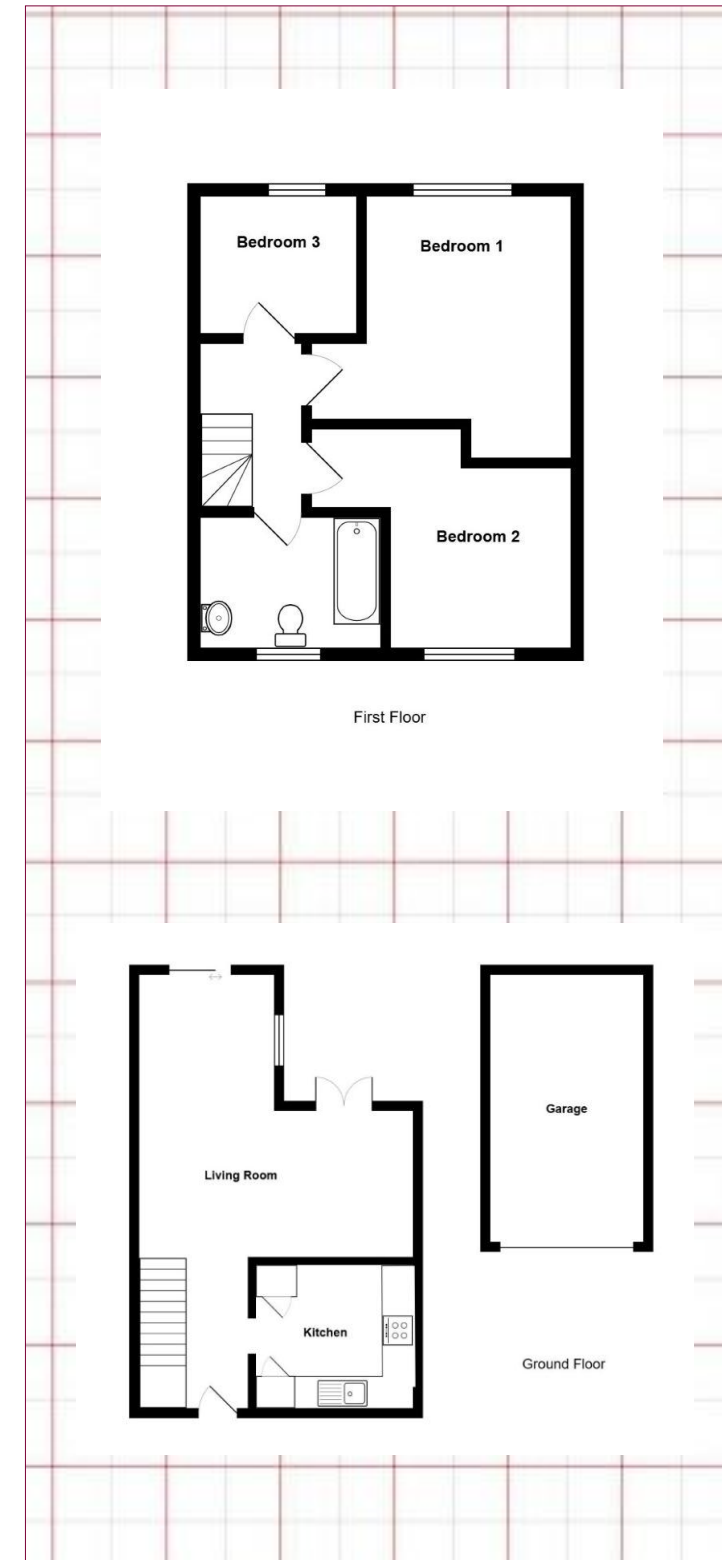 Bedroom 3
Bedroom 1
Bedroom 2
First Floor
Garage
Living Room
Kitchen
Ground Floor